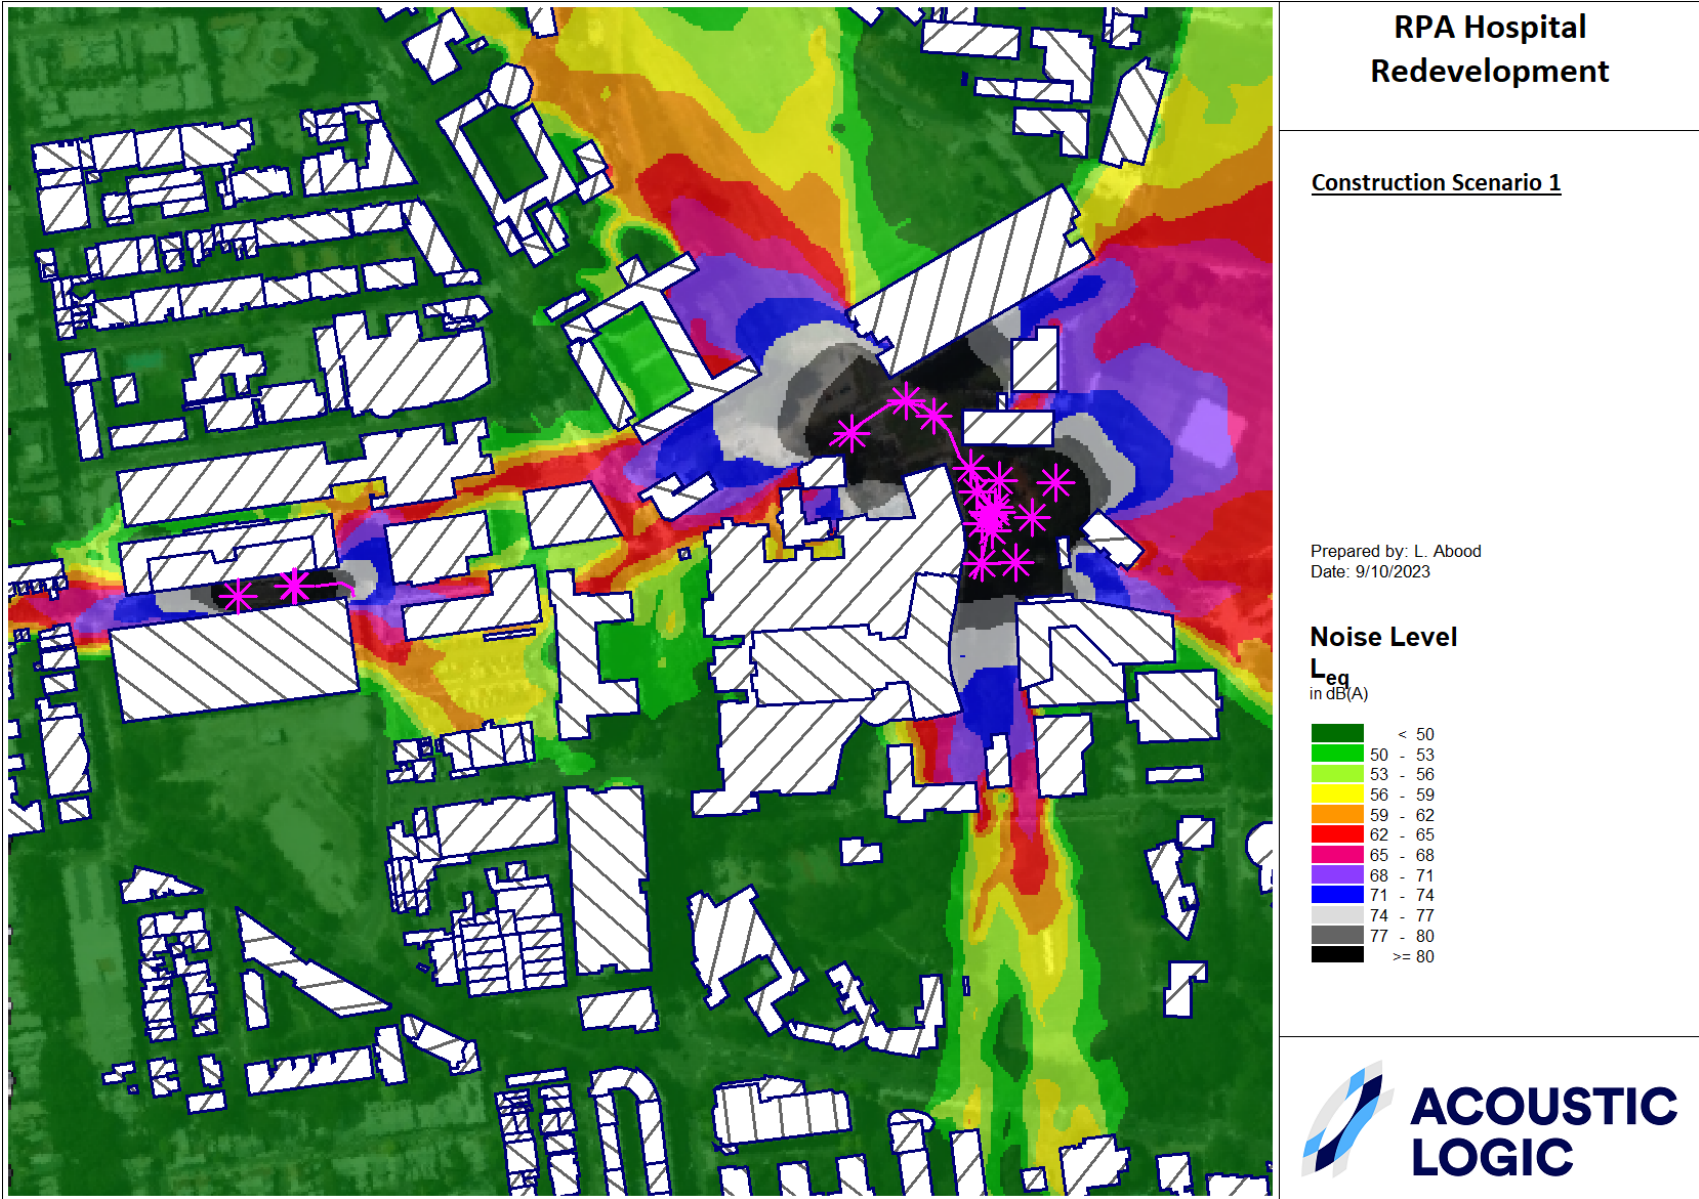 RPA Hospital
Redevelopment
Construction Scenario 1
Prepared by: L. Abood
Date: 9/10/2023
Noise Level
Leq
in dB(A)
< 50
50 - 53
53 - 56
56 - 59
59 - 62
62 - 65
65 - 68
68 - 71
71 - 74
74 - 77
77 - 80
>= 80
ACOUSTIC
LOGIC